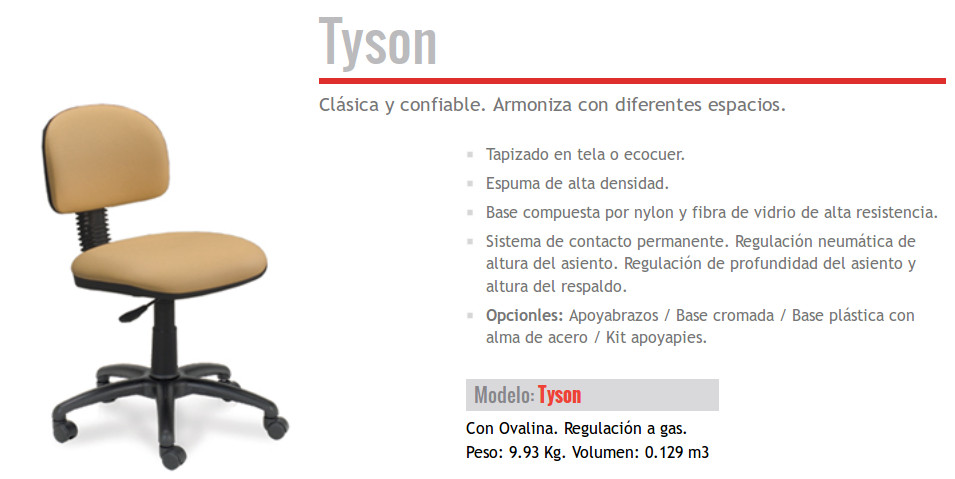 Tyson
Clásica y confiable. Armoniza con diferentes espacios.
Tapizado en tela o ecocuer.
Espuma de alta densidad.
Base compuesta por nylon y fibra de vidrio de alta resistencia.
Sistema de contacto permanente. Regulación neumática de
altura del asiento. Regulación de profundidad del asiento y
altura del respaldo.
Opcionles: Apoyabrazos / Base cromada / Base plástica con
alma de acero / Kit apoyapies.
Modelo: Tyson
Con Ovalina. Regulación a gas.
Peso: 9.93 Kg. Volumen: 0.129 m3